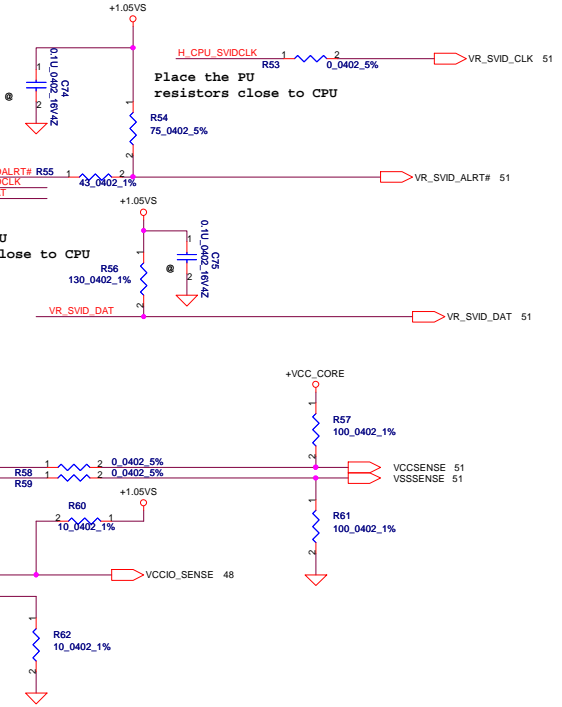 +1.05VS
H_CPU_SVIDCLK
1
2
R53
0_0402_5%
VR_SVID_CLK 51
Place the PU
resistors close to CPU
1
2
C74
0.1U_0402_16V4Z
@
1
R54
75_0402_5%
2
ALRT#
R55
1
2
43_0402_1%
VR_SVID_ALRT# 51
+1.05VS
U
lose to CPU
1
R56
130_0402_1%
2
@
1
2
C75
0.1U_0402_16V4Z
VR_SVID_DAT
VR_SVID_DAT 51
+VCC_CORE
1
R57
100_0402_1%
2
R58
1
2
0_0402_5%
VCCSENSE 51
R59
1
2
0_0402_5%
VSSSENSE 51
+1.05VS
R60
2
1
10_0402_1%
1
R61
100_0402_1%
2
VCCIO_SENSE 48
1
R62
10_0402_1%
2